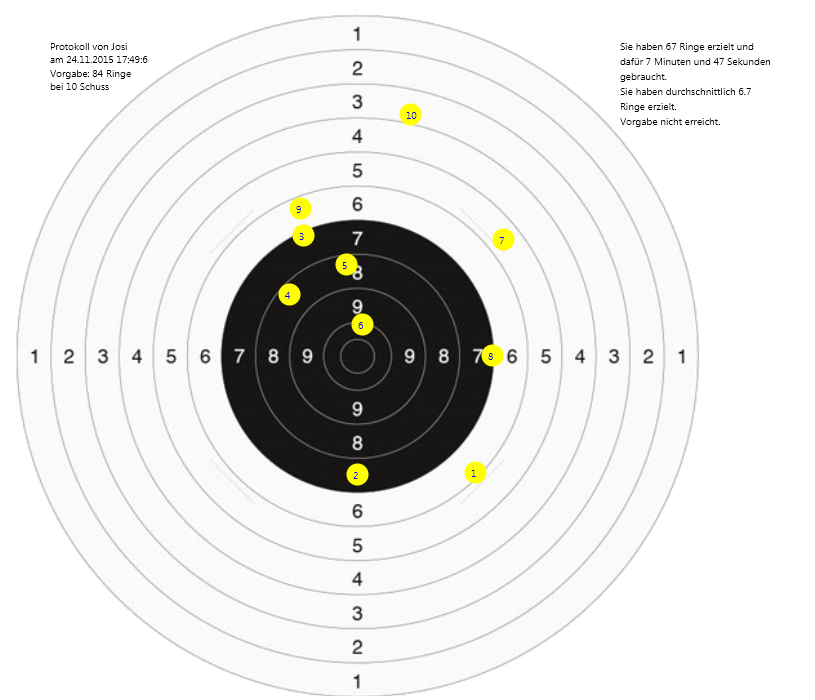 Protokoll von Josi
am 24.11.2015 17:49:6
Vorgabe: 84 Ringe
bei 10 Schuss
Sie haben 67 Ringe erzielt und
dafür 7 Minuten und 47 Sekunden
gebraucht.
Sie haben durchschnittlich 6.7
Ringe erzielt.
Vorgabe nicht erreicht.
1
2
3
10
4
5
6
9
3
7
7
5
8
4
9
6
1 2 3 4 5 6 7 8 9 9 8 7 8 6 5 4 3 2 1
9
8
2
1
6
5
4
3
2
1